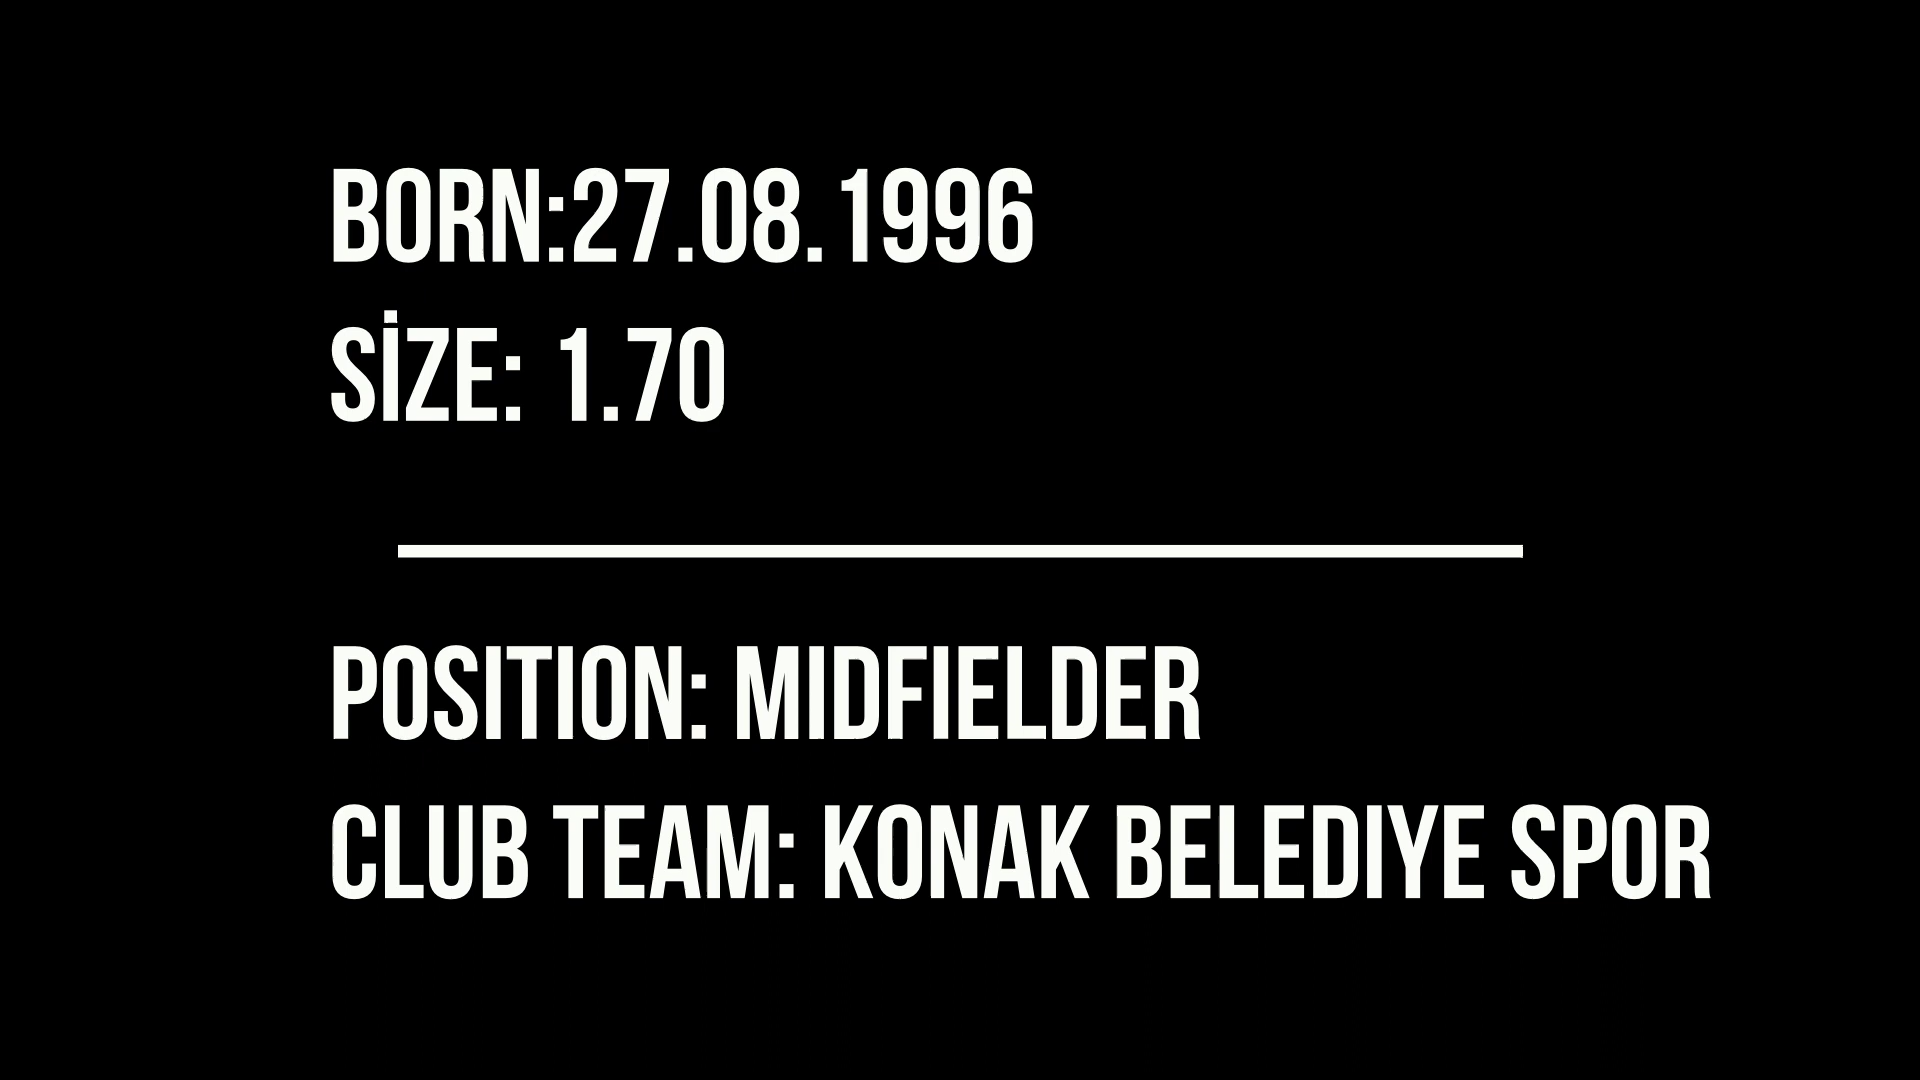 BORN:27.08.1996
SİZE: 1.70
POSITION: MIDFIELDER
CLUB TEAM: KONAK BELEDIYE SPOR